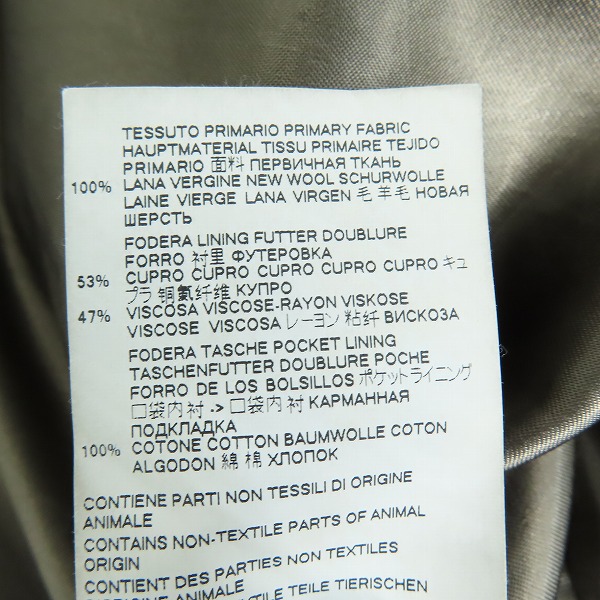 TESSUTO PRIMARIO PRIMARY FABRIC
HAUPTMATERIAL TISSU PRIMAIRE TEJIDO
PRIMARIO 面料 ПЕРВИЧНАЯ ТКАНЬ
100% LANA VERGINE NEW WOOL SCHURWOLLE
LAINE VIERGE LANA VIRGEN 毛 羊毛 НОВАЯ
ШЕРСТЬ
FODERA LINING FUTTER DOUBLURE
FORRO 衬里 ФУТЕРОВКА
53% CUPRO CUPRO CUPRO CUPRO CUPRO キュ
プラ 铜氨纤维 КУПРО
47% VISCOSA VISCOSE-RAYON VISKOSE
VISCOSE VISCOSA レーヨン 粘纤 ВИСКОЗА
FODERA TASCHE POCKET LINING
TASCHENFUTTER DOUBLURE POCHE
FORRO DE LOS BOLSILLOS ポケットライニング
口袋内衬 -> 口袋内衬 КАРМАННАЯ
ПОДКЛАДКА
100% COTONE COTTON BAUMWOLLE COTON
ALGODON 綿 棉 ХЛОПОК
CONTIENE PARTI NON TESSILI DI ORIGINE
ANIMALE
CONTAINS NON-TEXTILE PARTS OF ANIMAL
ORIGIN
CONTIENT DES PARTIES NON TEXTILES
D'ORIGINE ANIMALE
TEILE TIERISCHEN